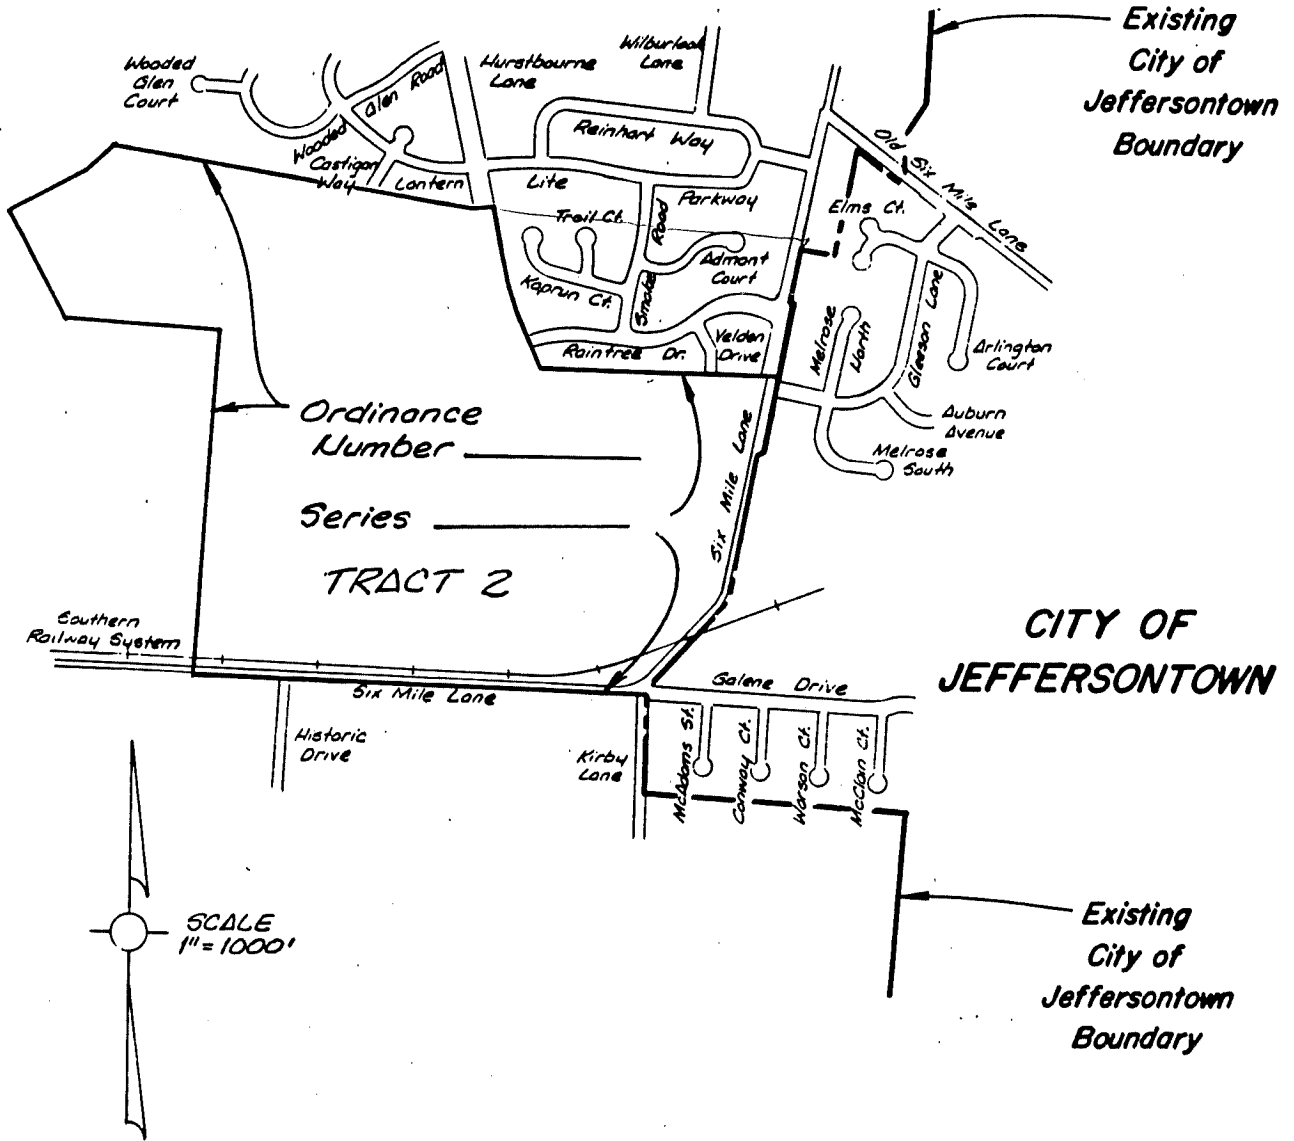 Existing
City of
Jeffersontown
Boundary
Wooded
Glen
Court
Glen Road
Wooded
Hurstbourne
Lane
Wilburlook
Lane
Reinhart Way
Castigan
Way
Lantern
Lite
Parkway
Old Six Mile Lane
Elms Ct.
Trail Ct.
Smoke Road
Admont
Court
Kaprun Ct.
Raintree Dr.
Velden
Drive
Melrose
North
Gleeson Lane
Arlington
Court
Auburn
Avenue
Melrose
South
Ordinance
Number
Series
TRACT 2
Six Mile Lane
Southern
Railway System
Six Mile Lane
CITY OF
JEFFERSONTOWN
Galene Drive
Historic
Drive
Kirby
Lane
McAdams St.
Conway Ct.
Warson Ct.
McClain Ct.
SCALE
1"=1000'
Existing
City of
Jeffersontown
Boundary